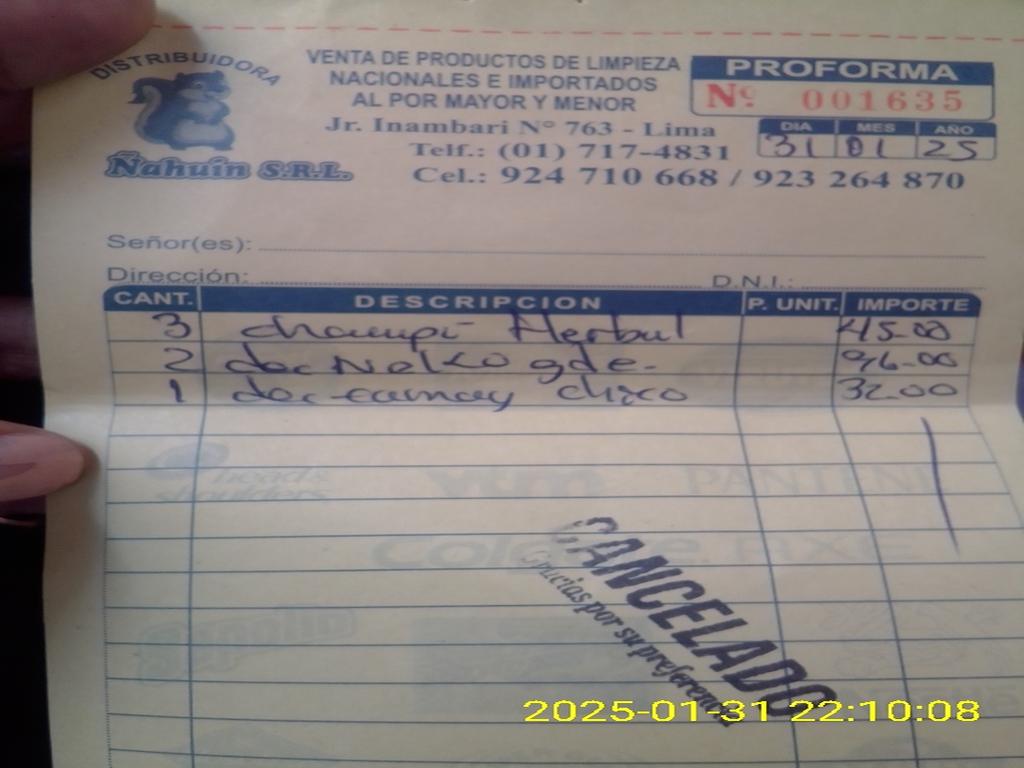 DISTRIBUIDORA
Ñahuin S.R.L.
VENTA DE PRODUCTOS DE LIMPIEZA
NACIONALES E IMPORTADOS
AL POR MAYOR Y MENOR
Jr. Inambari N° 763 - Lima
Telf.: (01) 717-4831
Cel.: 924 710 668 / 923 264 870
PROFORMA
Nº 001635
DIA MES AÑO
31 01 25
Señor(es):
Dirección: D.N.I.:
CANT. DESCRIPCION P. UNIT. IMPORTE
3 champú Herbal 45.00
2 doc gde. 96.00
1 doc camay chico 32.00
head &
shoulders
PANTENE
AXE
Sapolio
CANCELADO
Gracias por su preferencia
2025-01-31 22:10:08